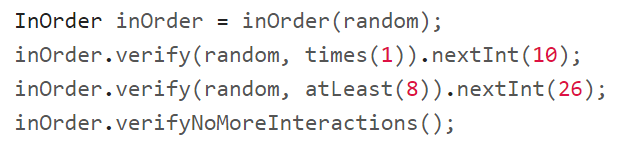 InOrder inOrder = inOrder(random);
inOrder.verify(random, times(1)).nextInt(10);
inOrder.verify(random, atLeast(8)).nextInt(26);
inOrder.verifyNoMoreInteractions();